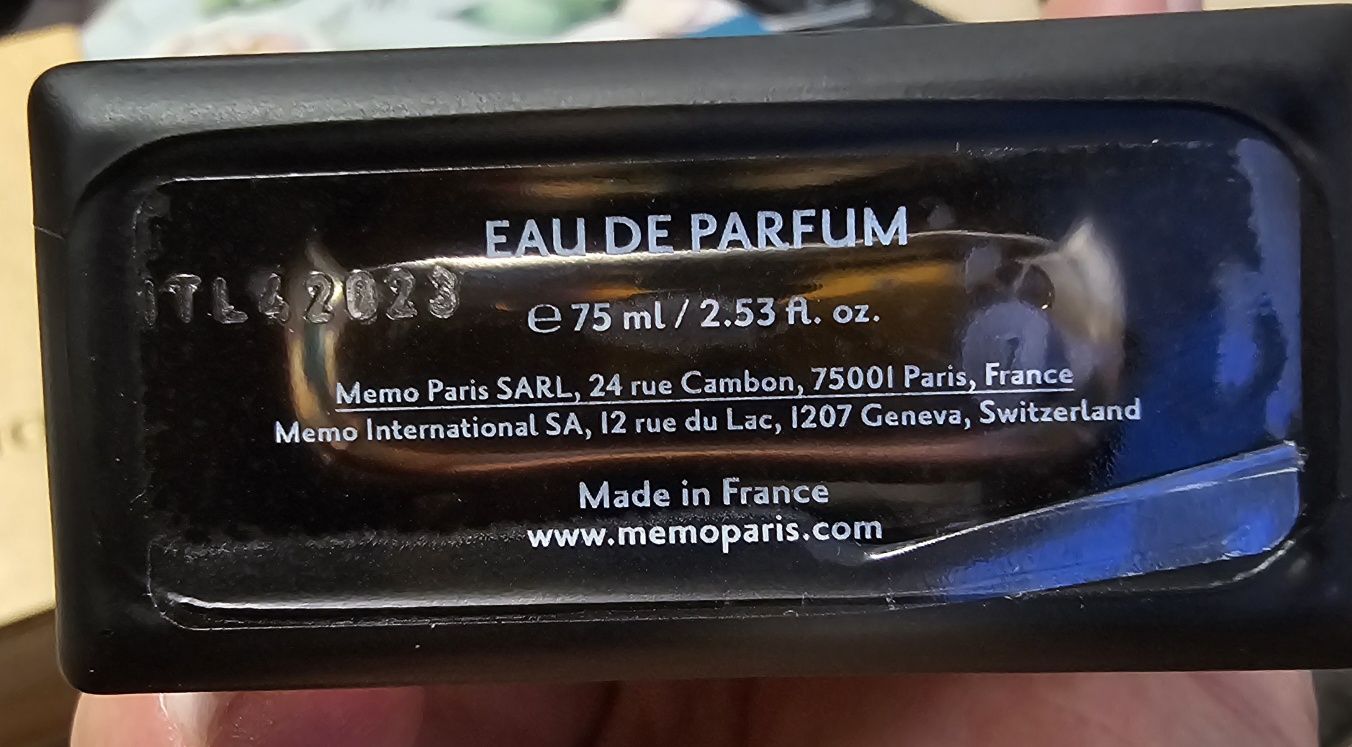 EAU DE PARFUM
ITL42023
℮ 75 ml / 2.53 fl. oz.
Memo Paris SARL, 24 rue Cambon, 75001 Paris, France
Memo International SA, 12 rue du Lac, 1207 Geneva, Switzerland
Made in France
www.memoparis.com